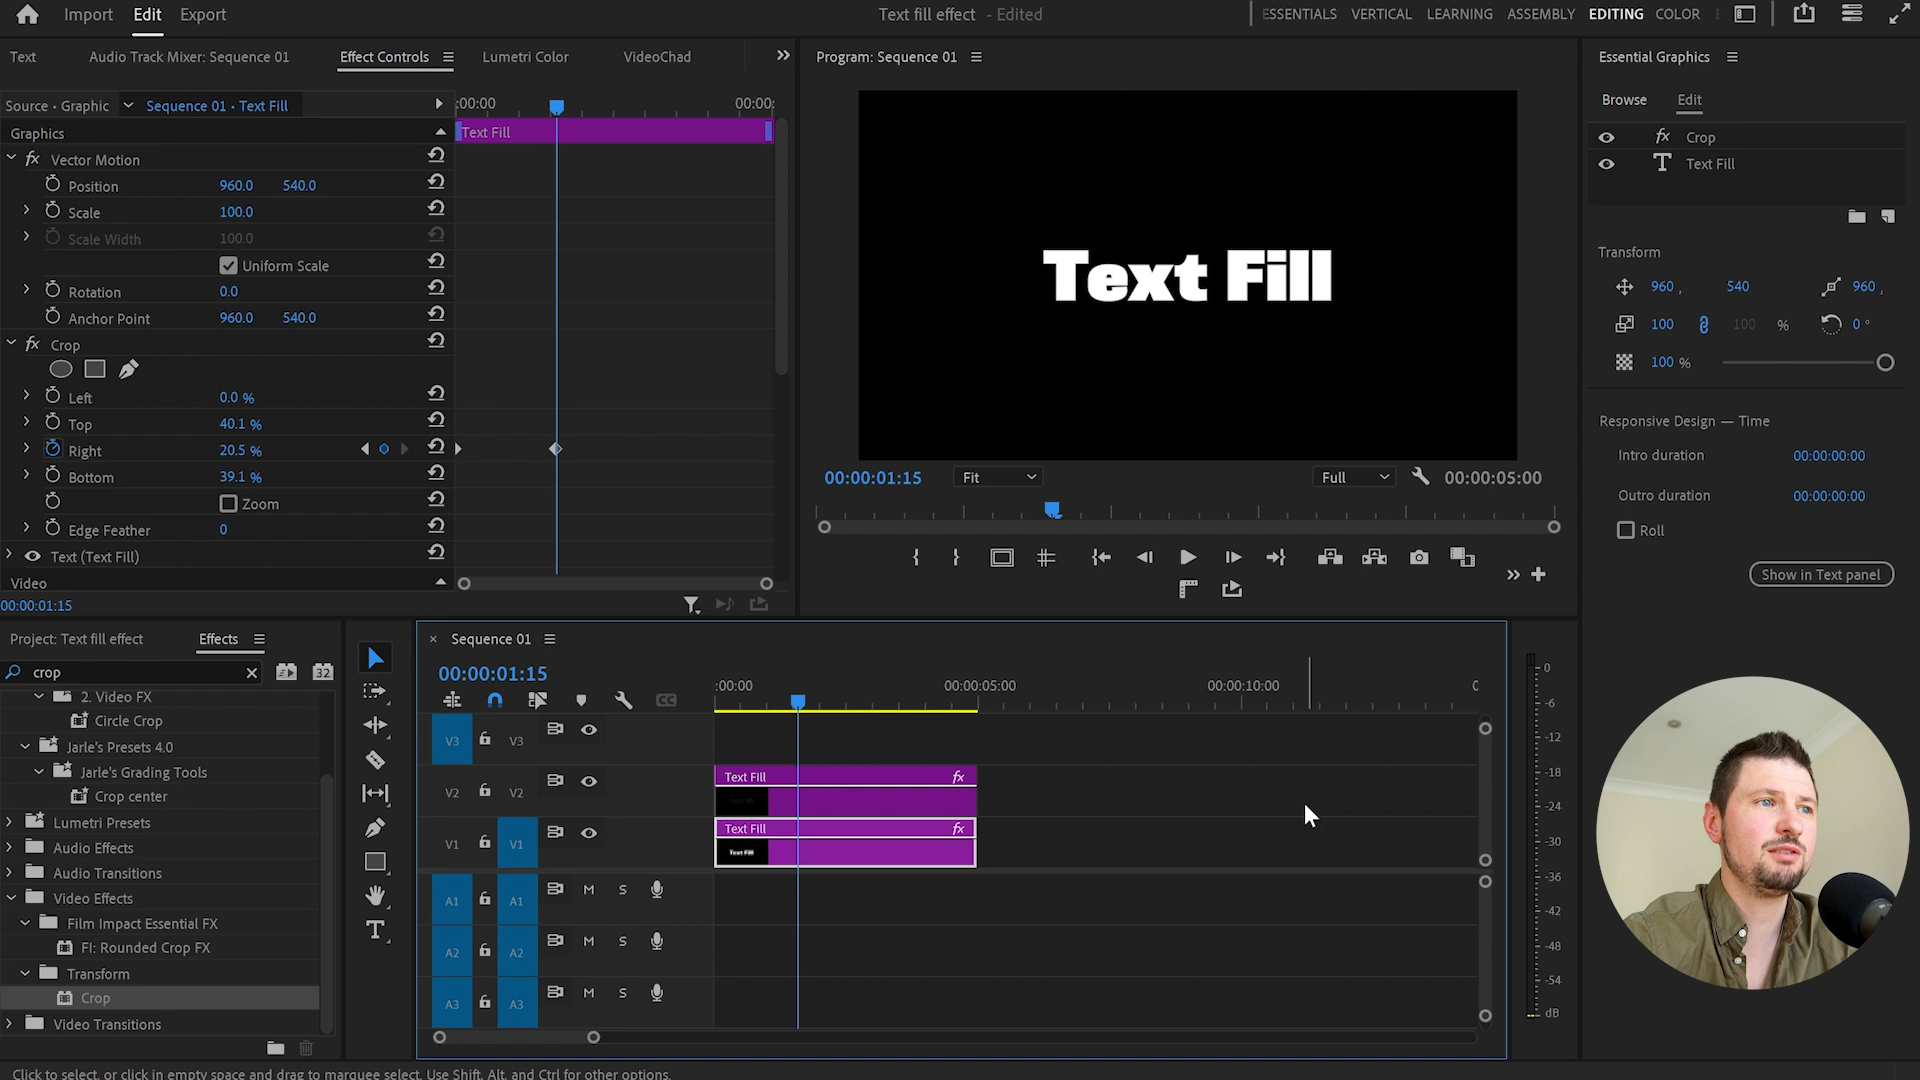 Import Edit Export
Text fill effect - Edited
ESSENTIALS VERTICAL LEARNING ASSEMBLY EDITING COLOR
Text Audio Track Mixer: Sequence 01 Effect Controls Lumetri Color VideoChad
Source • Graphic Sequence 01 • Text Fill
:00:00 00:00:
Graphics
Text Fill
Vector Motion
Position 960.0 540.0
Scale 100.0
Scale Width 100.0
Uniform Scale
Rotation 0.0
Anchor Point 960.0 540.0
Crop
Left 0.0 %
Top 40.1 %
Right 20.5 %
Bottom 39.1 %
Zoom
Edge Feather 0
Text (Text Fill)
Video
00:00:01:15
Program: Sequence 01
Text Fill
00:00:01:15 Fit Full 00:00:05:00
Essential Graphics
Browse Edit
fx Crop
T Text Fill
Transform
960 , 540 960 ,
100 100 % 0 °
100 %
Responsive Design — Time
Intro duration 00:00:00:00
Outro duration 00:00:00:00
Roll
Show in Text panel
Project: Text fill effect Effects
crop
32
2. Video FX
Circle Crop
Jarle's Presets 4.0
Jarle's Grading Tools
Crop center
Lumetri Presets
Audio Effects
Audio Transitions
Video Effects
Film Impact Essential FX
FI: Rounded Crop FX
Transform
Crop
Video Transitions
× Sequence 01
00:00:01:15
CC
:00:00 00:00:05:00 00:00:10:00
V3 V3
V2 V2 Text Fill fx
V1 V1 Text Fill fx
Text Fill
A1 A1 M S
A2 A2 M S
A3 A3 M S
0
-6
-12
-18
-24
-30
-36
-42
-48
-54
dB
Click to select, or click in empty space and drag to marquee select. Use Shift, Alt, and Ctrl for other options.